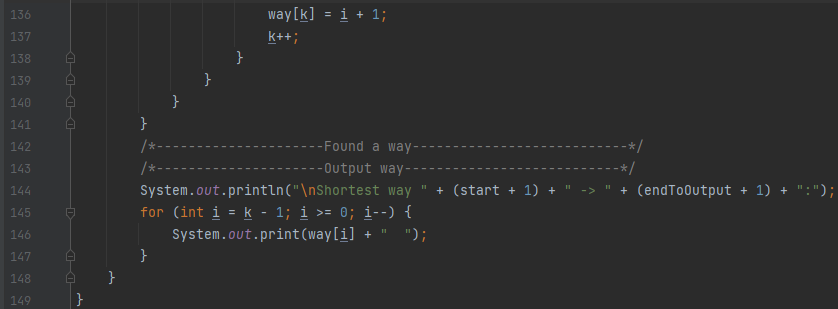 136 way[k] = i + 1;
137 k++;
138 }
139 }
140 }
141 }
142 /*---------------------Found a way---------------------------*/
143 /*---------------------Output way---------------------------*/
144 System.out.println("\nShortest way " + (start + 1) + " -> " + (endToOutput + 1) + ":");
145 for (int i = k - 1; i >= 0; i--) {
146 System.out.print(way[i] + "  ");
147 }
148 }
149 }